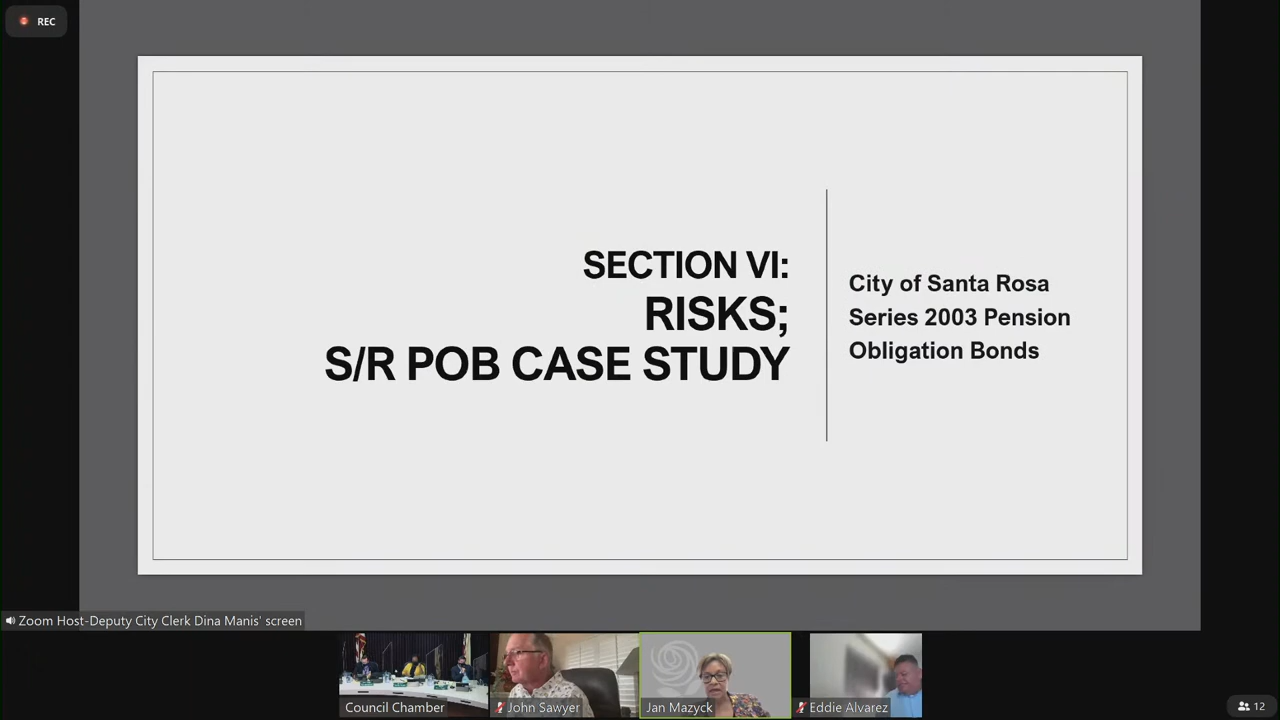 REC
SECTION VI:
RISKS;
S/R POB CASE STUDY
City of Santa Rosa
Series 2003 Pension
Obligation Bonds
Zoom Host-Deputy City Clerk Dina Manis' screen
Council Chamber
John Sawyer
Jan Mazyck
Eddie Alvarez
12